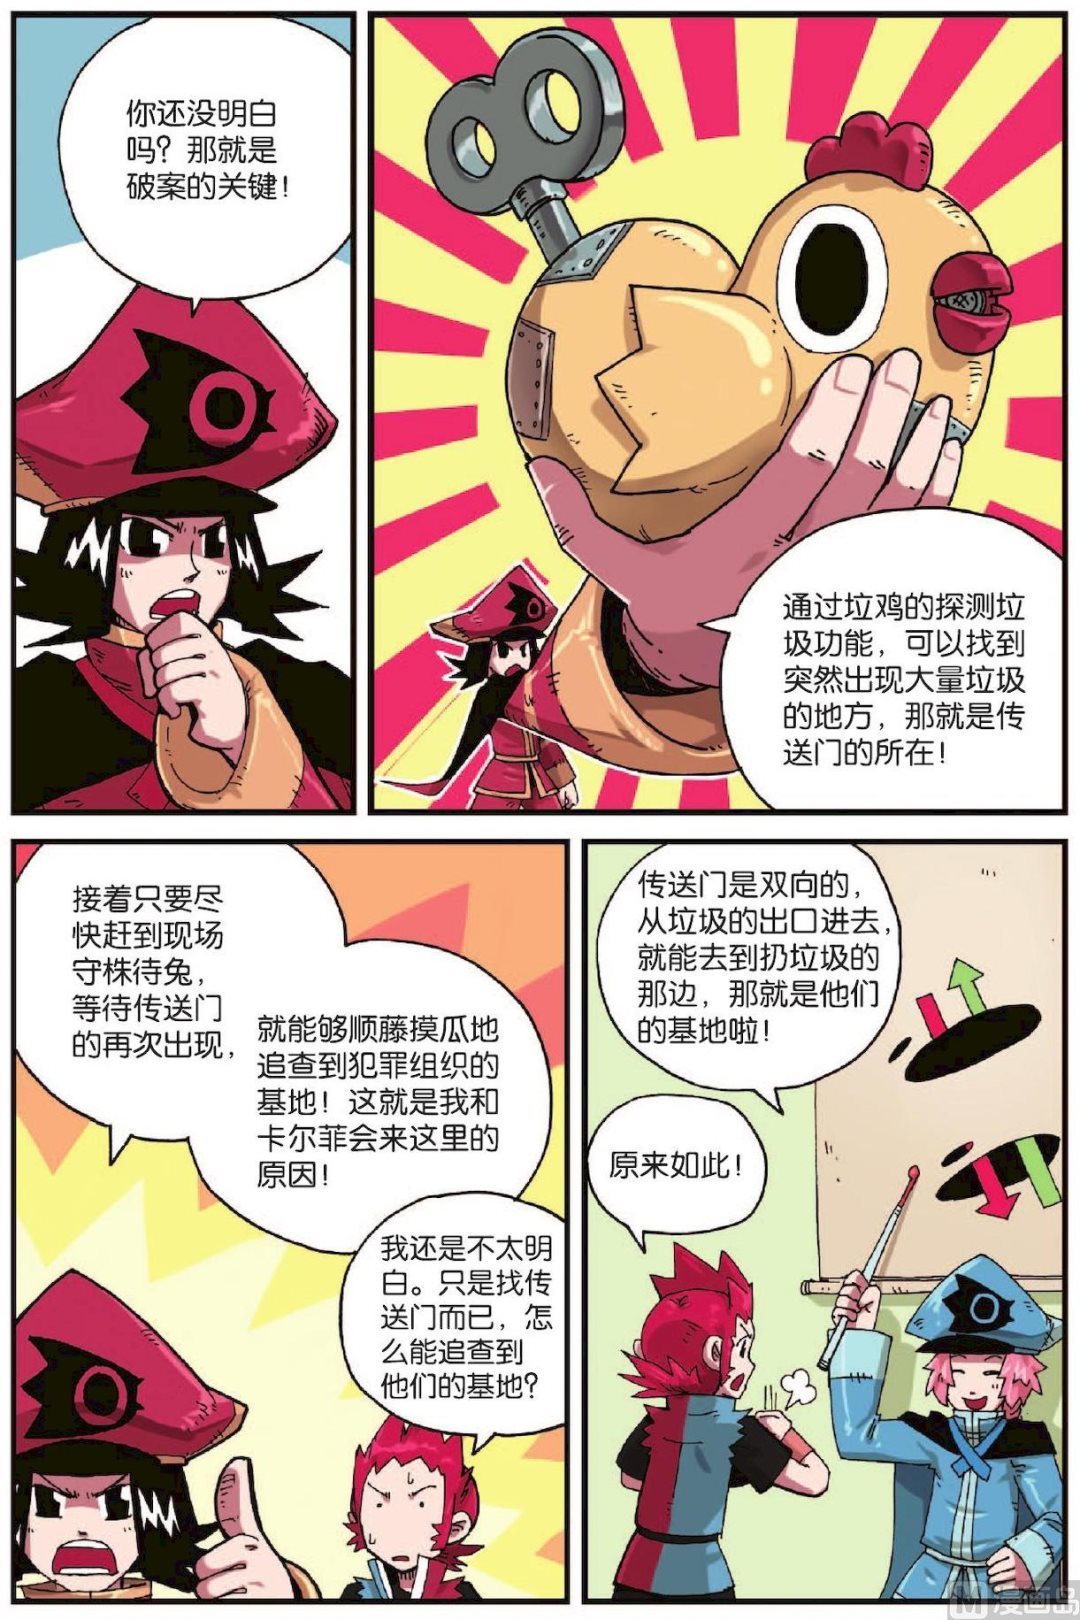 你还没明白
吗？那就是
破案的关键！
通过垃鸡的探测垃
圾功能，可以找到
突然出现大量垃圾
的地方，那就是传
送门的所在！
接着只要尽
快赶到现场
守株待兔，
等待传送门
的再次出现，
就能够顺藤摸瓜地
追查到犯罪组织的
基地！这就是我和
卡尔菲会来这里的
原因！
我还是不太明
白。只是找传
送门而已，怎
么能追查到
他们的基地？
传送门是双向的，
从垃圾的出口进去，
就能去到扔垃圾的
那边，那就是他们
的基地啦！
原来如此！
M 漫画岛